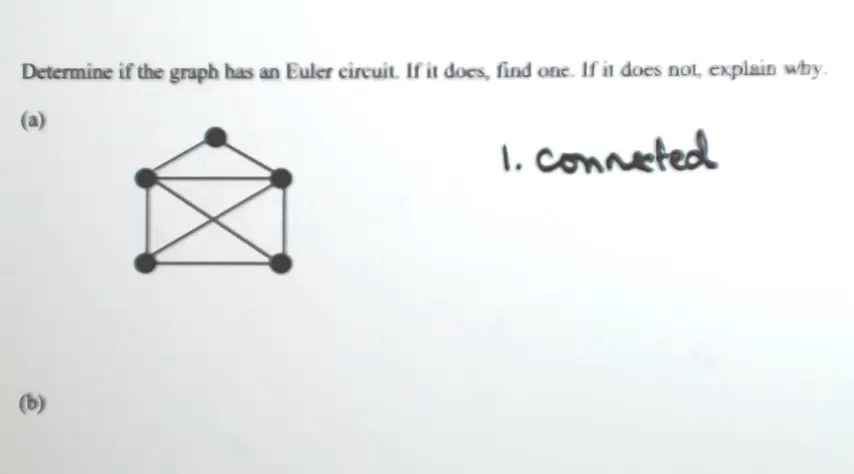 Determine if the graph has an Euler circuit. If it does, find one. If it does not, explain why.
(a)
1. connected
(b)